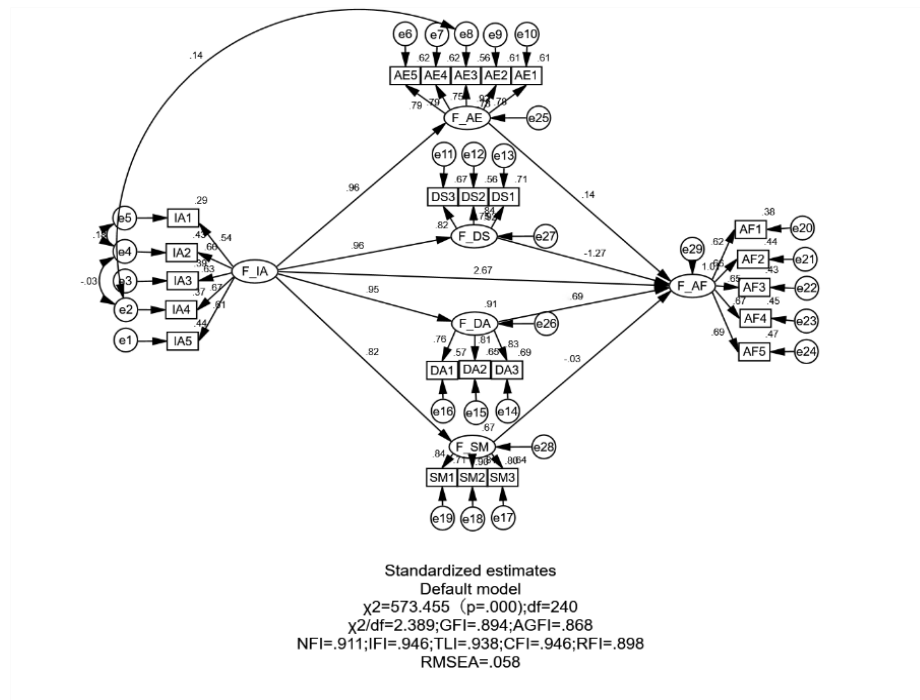 e6 e7 e8 e9 e10
.14
.62 .62 .56 .61 .61
AE5 AE4 AE3 AE2 AE1
.79 .79 .75 .78
F_AE e25
e11 e12 e13
.67 .56 .71
.96 .14
DS3 DS2 DS1
.29
e5 IA1
.82
.54
F_DS e27
.38
AF1 e20
e4 IA2 .66
.96 -1.27
e29 .62 .44
AF2 e21
-.03 e3 IA3 .63
F_IA 2.67
F_AF .65 .43
AF3 e22
.37 .67
e2 IA4 .61
.95 .91 .69
.67 .45
AF4 e23
F_DA e26
e1 .44 IA5
.82 .76 .81 .83
-.03 .69 .47
AF5 e24
.57 .65 .69
DA1 DA2 DA3
e16 e15 e14
.67
F_SM e28
.84
SM1 SM2 SM3
e19 e18 e17
Standardized estimates
Default model
χ2=573.455（p=.000);df=240
χ2/df=2.389;GFI=.894;AGFI=.868
NFI=.911;IFI=.946;TLI=.938;CFI=.946;RFI=.898
RMSEA=.058